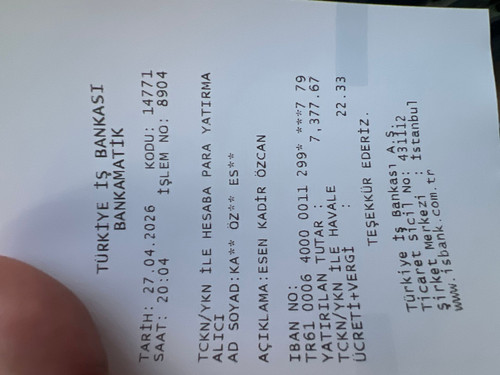 TÜRKİYE İŞ BANKASI
BANKAMATİK
TARİH: 27.04.2026 KODU: 14771
SAAT: 20:04 İŞLEM NO: 8904
TCKN/YKN İLE HESABA PARA YATIRMA
ALICI
AD SOYAD:KA** ÖZ** ES**
AÇIKLAMA:ESEN KADİR ÖZCAN
IBAN NO:
TR61 0006 4000 0011 299* ***7 79
YATIRILAN TUTAR : 7,377.67
TCKN/YKN İLE HAVALE
ÜCRETİ+VERGİ : 22.33
TEŞEKKÜR EDERİZ.
Türkiye İş Bankası A.Ş.
Ticaret Sicil No: 431112
Şirket Merkezi : İstanbul
www.isbank.com.tr